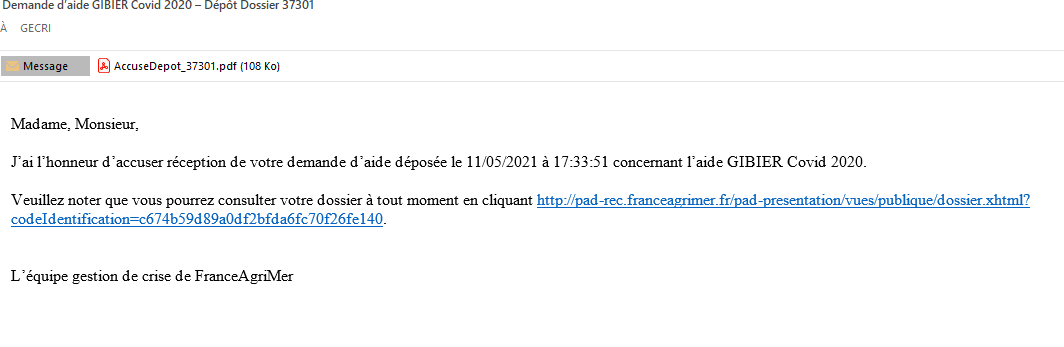 Demande d'aide GIBIER Covid 2020 – Dépôt Dossier 37301
À GECRI
Message AccuseDepot_37301.pdf (108 Ko)
Madame, Monsieur,
J'ai l'honneur d'accuser réception de votre demande d'aide déposée le 11/05/2021 à 17:33:51 concernant l'aide GIBIER Covid 2020.
Veuillez noter que vous pourrez consulter votre dossier à tout moment en cliquant http://pad-rec.franceagrimer.fr/pad-presentation/vues/publique/dossier.xhtml?
codeIdentification=c674b59d89a0df2bfda6fc70f26fe140.
L'équipe gestion de crise de FranceAgriMer